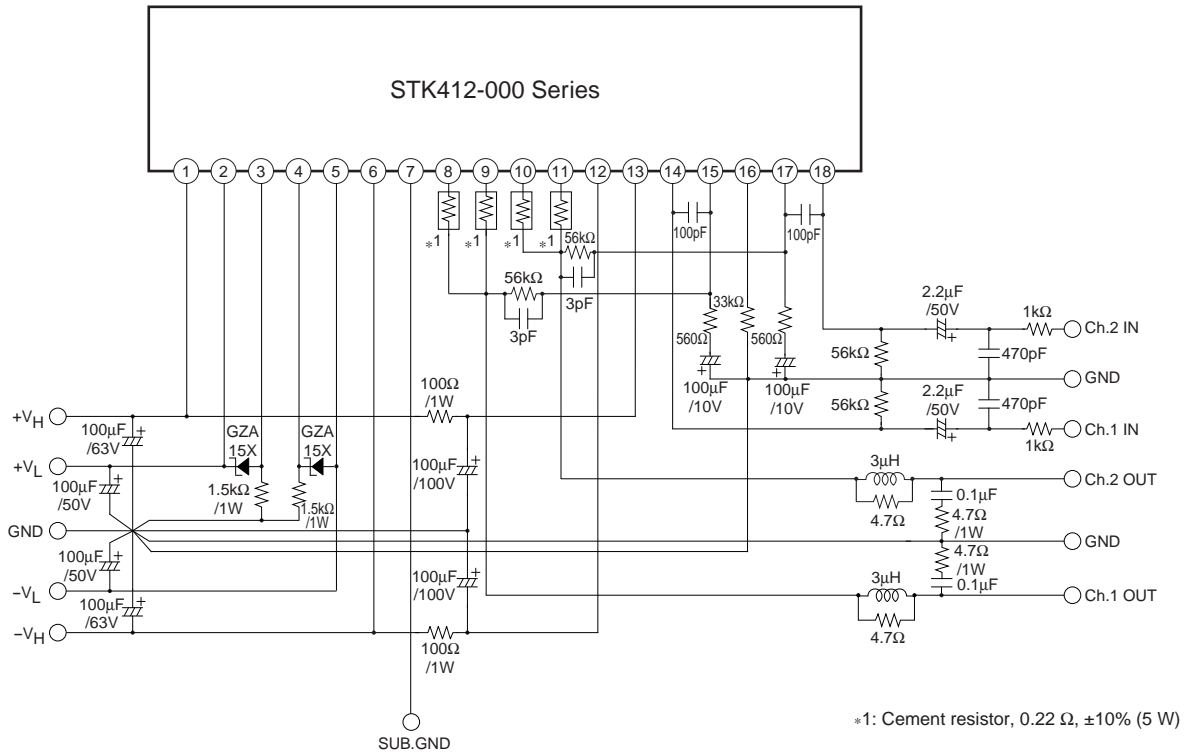 STK412-000 Series
1 2 3 4 5 6 7 8 9 10 11 12 13 14 15 16 17 18
∗1 ∗1 ∗1 ∗1
100pF 100pF
56kΩ
3pF
56kΩ
3pF
33kΩ
560Ω 560Ω
100μF
/10V
+
100μF
/10V
+
2.2μF
/50V
+
1kΩ
Ch.2 IN
56kΩ
470pF
GND
56kΩ
2.2μF
/50V
+
470pF
Ch.1 IN
1kΩ
+VH
100Ω
/1W
100μF
/63V
+
GZA
15X
GZA
15X
+VL
100μF
/50V
+
1.5kΩ
/1W
1.5kΩ
/1W
100μF
/100V
+
GND
3μH
4.7Ω
Ch.2 OUT
0.1μF
4.7Ω
/1W
GND
4.7Ω
/1W
0.1μF
100μF
/50V
+
100μF
/100V
+
−VL
3μH
4.7Ω
Ch.1 OUT
100μF
/63V
+
−VH
100Ω
/1W
SUB.GND
∗1: Cement resistor, 0.22 Ω, ±10% (5 W)